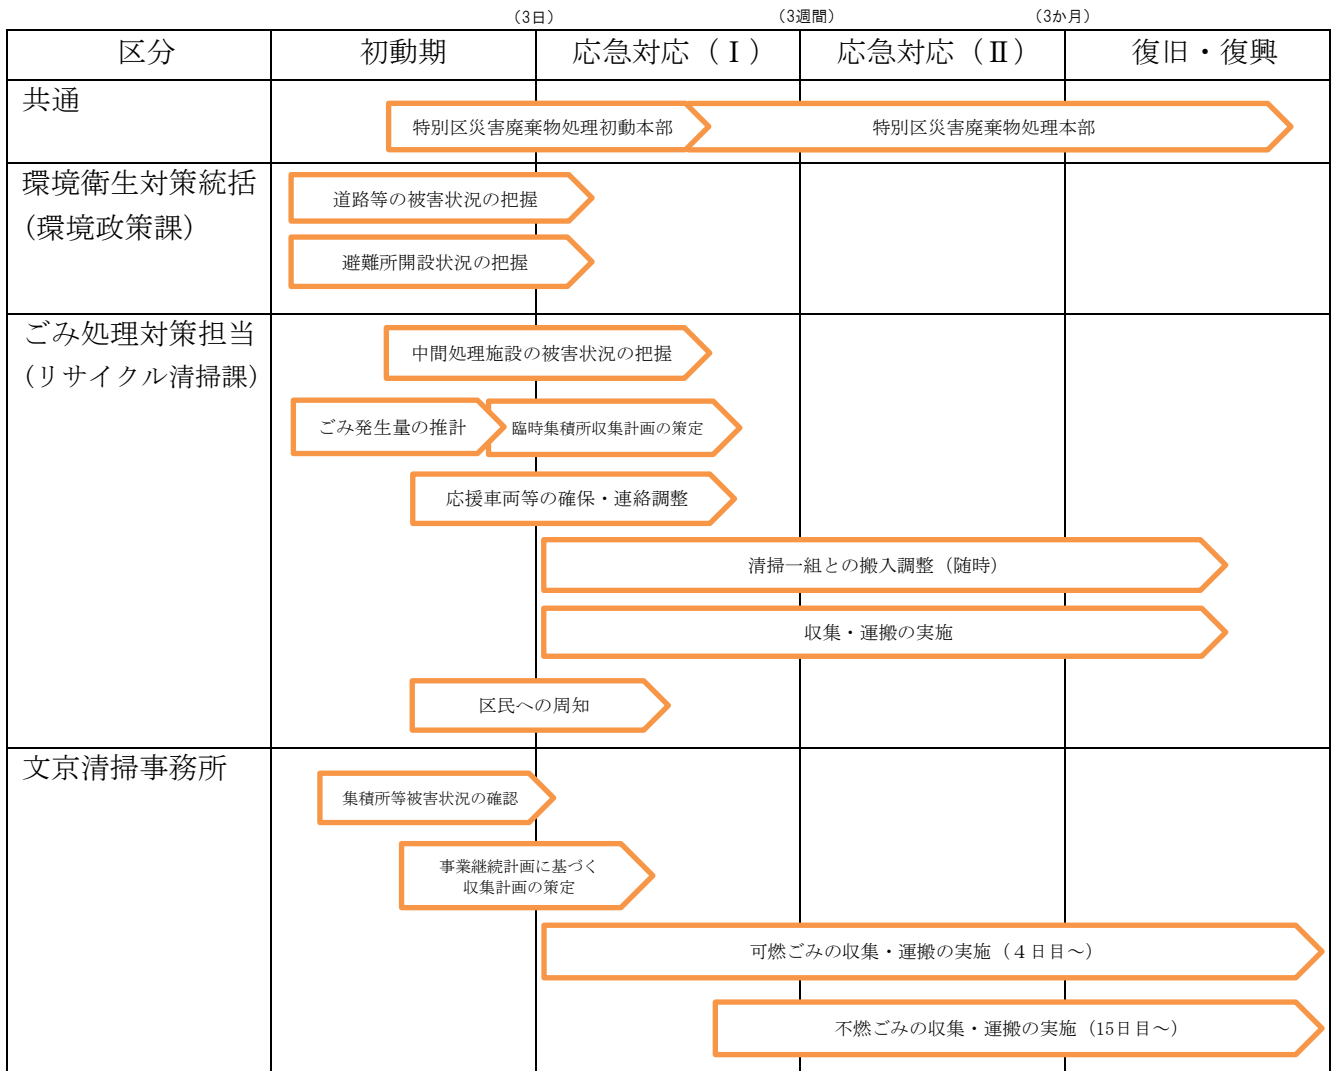 （3日）
（3週間）
（3か月）
区分
初動期
応急対応（Ⅰ）
応急対応（Ⅱ）
復旧・復興
共通
特別区災害廃棄物処理初動本部
特別区災害廃棄物処理本部
環境衛生対策統括
（環境政策課）
道路等の被害状況の把握
避難所開設状況の把握
ごみ処理対策担当
（リサイクル清掃課）
中間処理施設の被害状況の把握
ごみ発生量の推計
臨時集積所収集計画の策定
応援車両等の確保・連絡調整
清掃一組との搬入調整（随時）
収集・運搬の実施
区民への周知
文京清掃事務所
集積所等被害状況の確認
事業継続計画に基づく
収集計画の策定
可燃ごみの収集・運搬の実施（４日目～）
不燃ごみの収集・運搬の実施（15日目～）